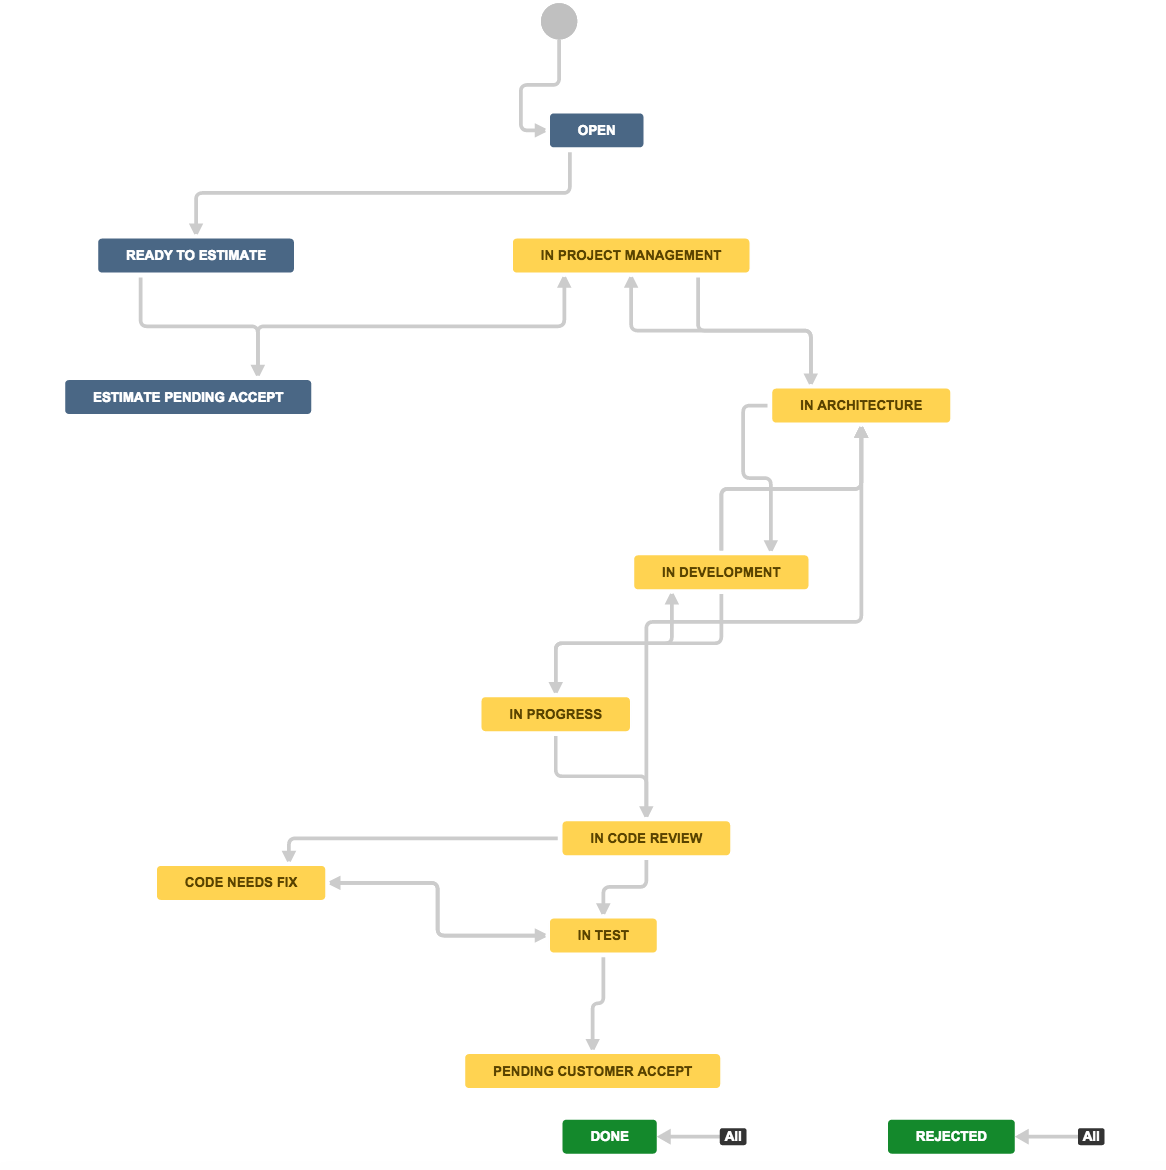 OPEN
READY TO ESTIMATE
IN PROJECT MANAGEMENT
ESTIMATE PENDING ACCEPT
IN ARCHITECTURE
IN DEVELOPMENT
IN PROGRESS
IN CODE REVIEW
CODE NEEDS FIX
IN TEST
PENDING CUSTOMER ACCEPT
DONE
All
REJECTED
All